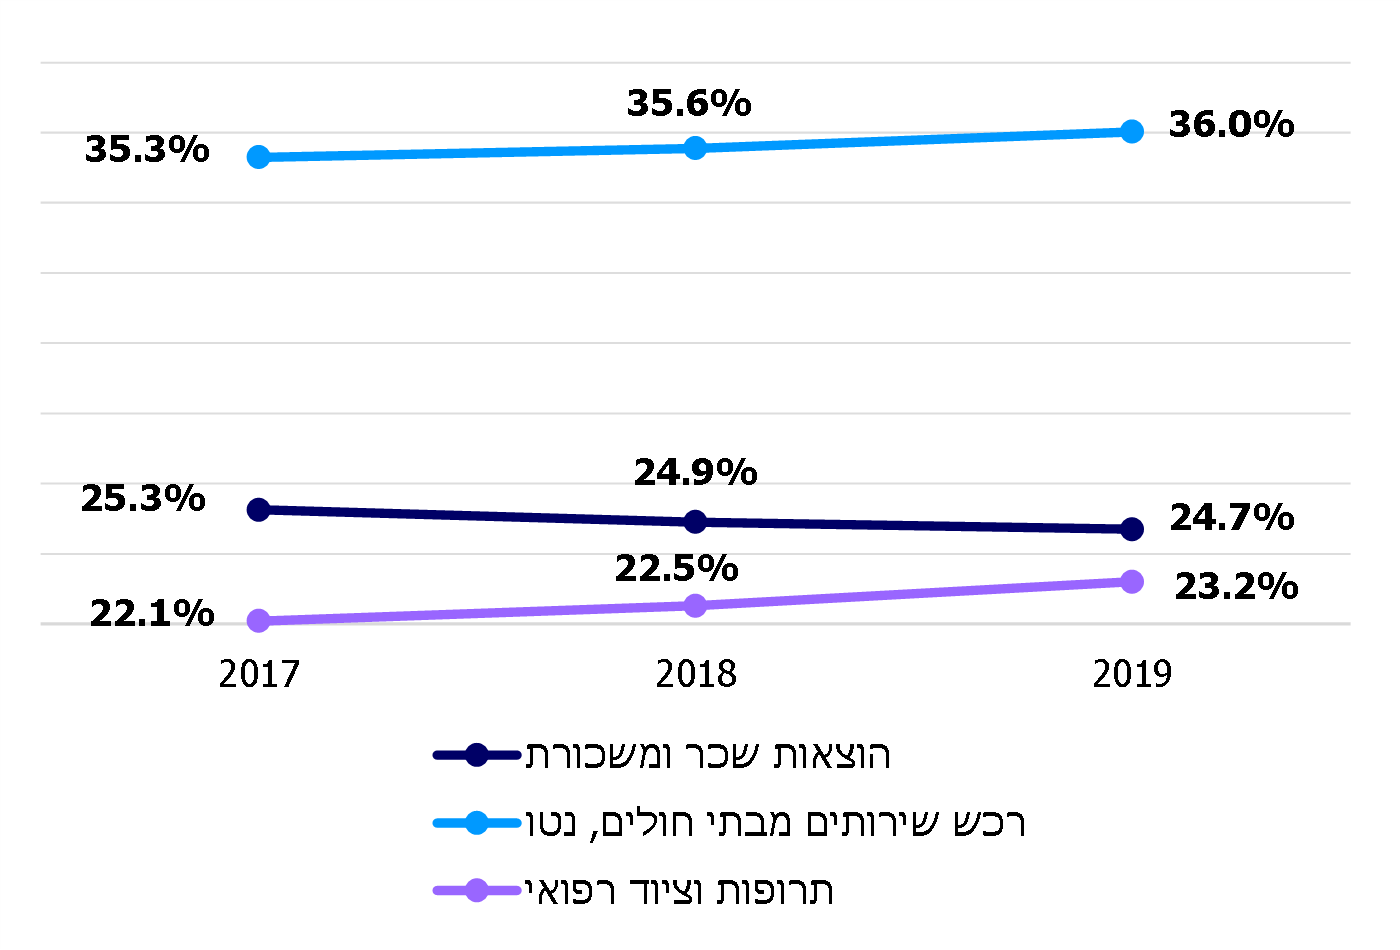 35.6%
36.0%
35.3%
24.9%
25.3%
24.7%
22.5%
23.2%
22.1%
2017 2018 2019
הוצאות שכר ומשכורת
רכש שירותים מבתי חולים, נטו
תרופות וציוד רפואי